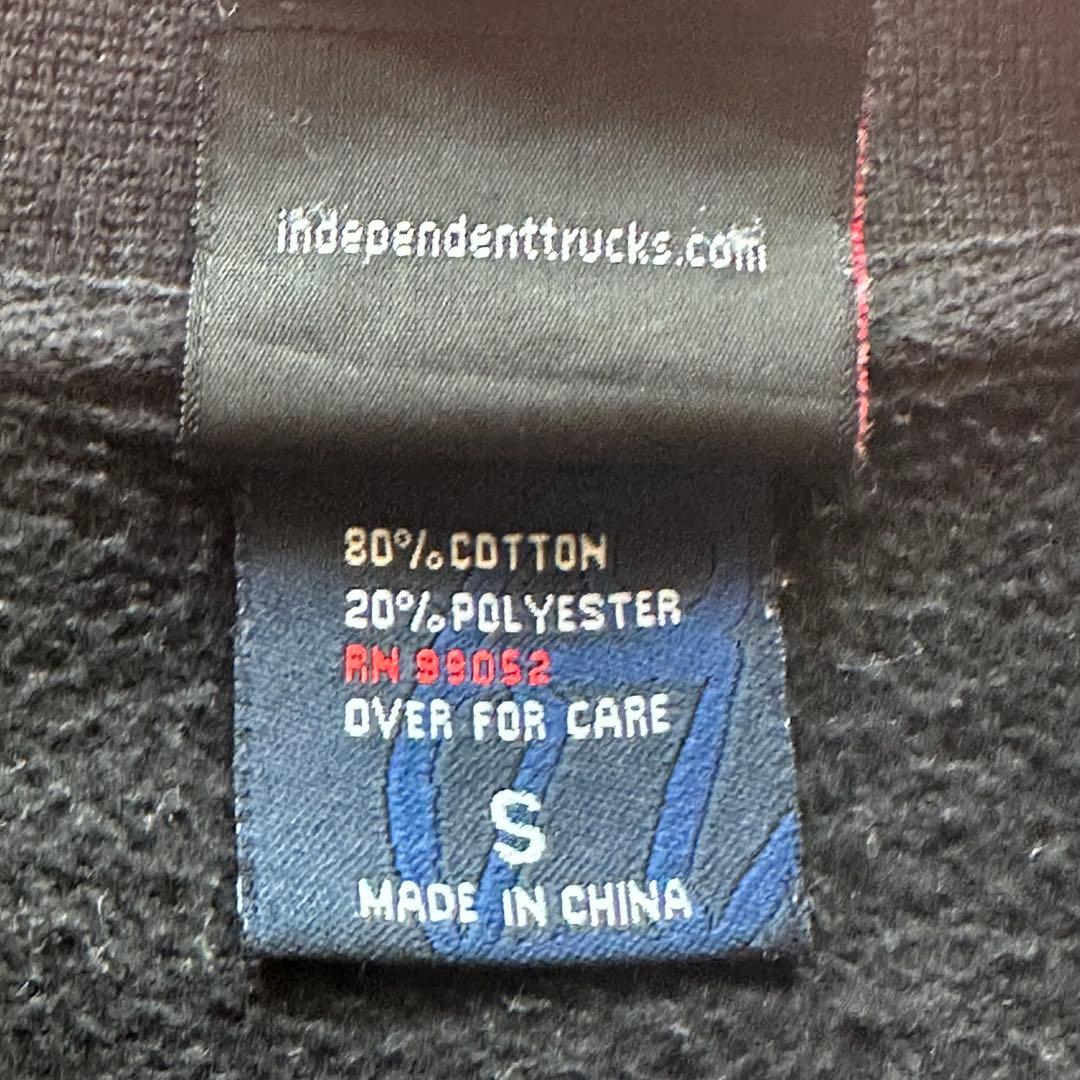 independenttrucks.com
80% COTTON
20% POLYESTER
RN 99052
OVER FOR CARE
S
MADE IN CHINA